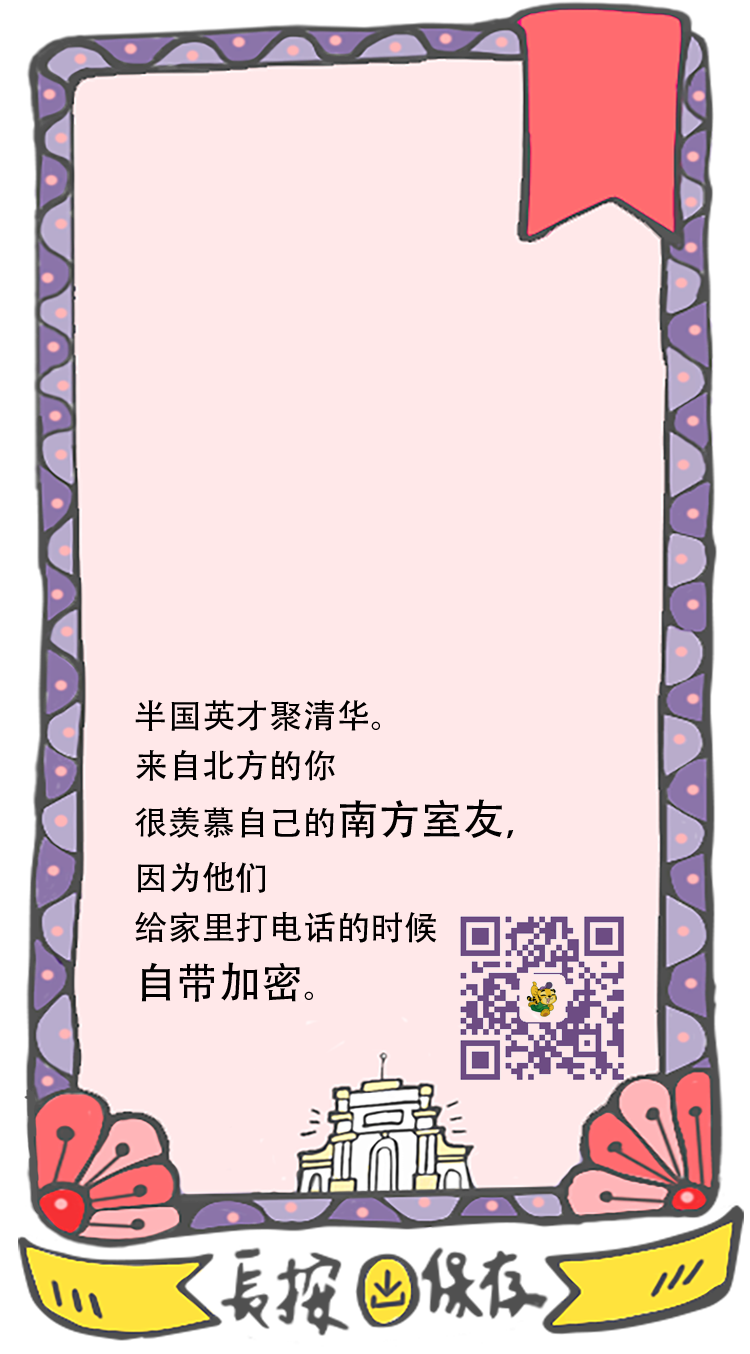 半国英才聚清华。
来自北方的你
很羡慕自己的南方室友，
因为他们
给家里打电话的时候
自带加密。
長按保存